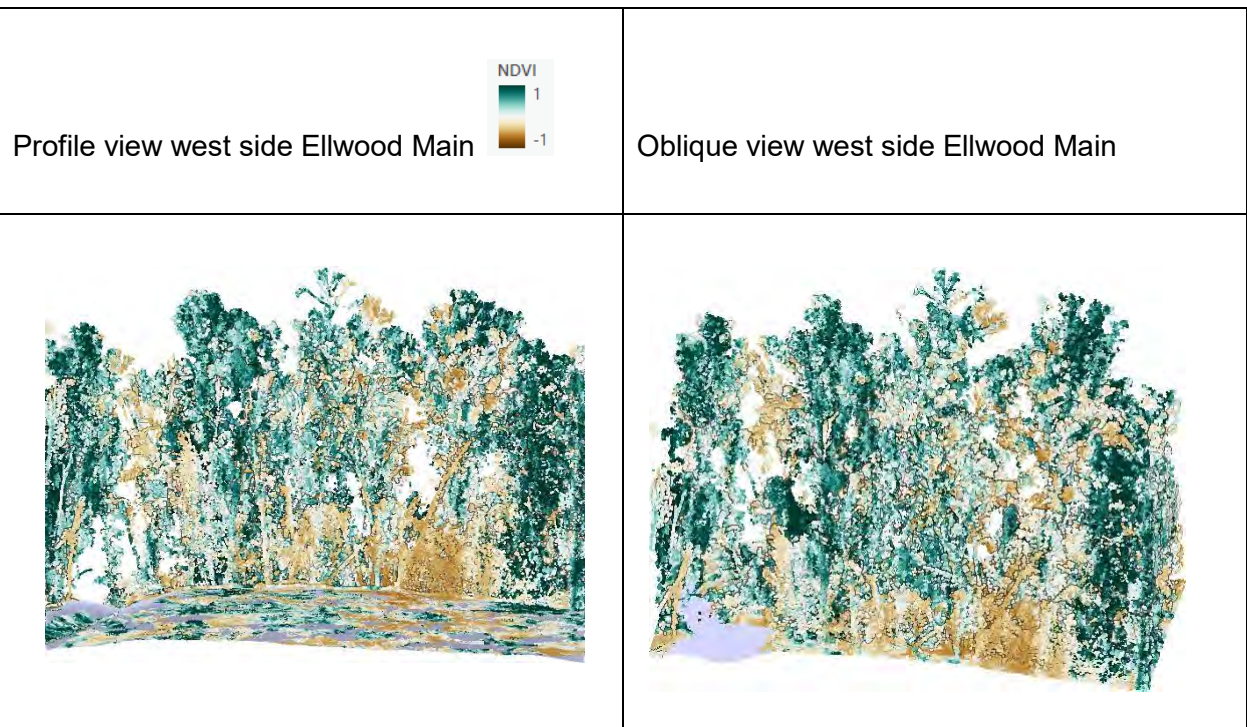 NDVI
1
-1
Profile view west side Ellwood Main
Oblique view west side Ellwood Main